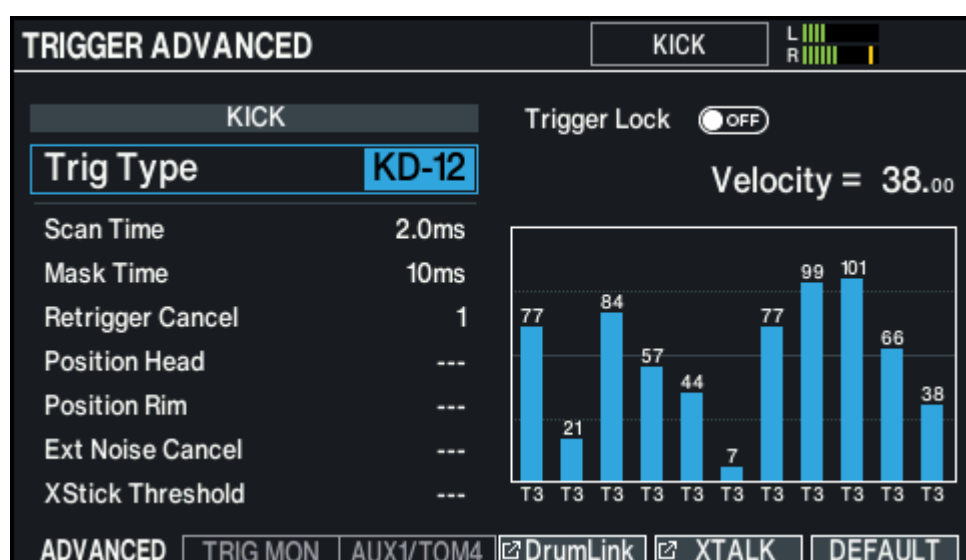 TRIGGER ADVANCED
KICK
L
R
KICK
Trigger Lock OFF
Trig Type KD-12
Velocity = 38.00
Scan Time 2.0ms
Mask Time 10ms
Retrigger Cancel 1
Position Head ---
Position Rim ---
Ext Noise Cancel ---
XStick Threshold ---
77 21 84 57 44 7 77 99 101 66 38
T3 T3 T3 T3 T3 T3 T3 T3 T3 T3 T3
ADVANCED TRIG MON AUX1/TOM4 DrumLink XTALK DEFAULT